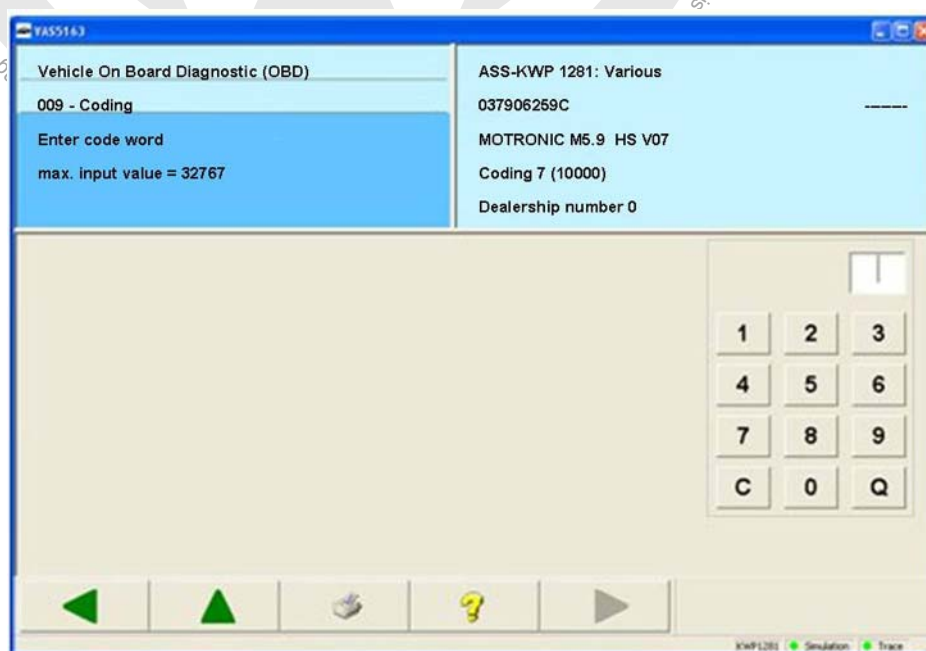 VAS5163
Vehicle On Board Diagnostic (OBD)
009 - Coding
Enter code word
max. input value = 32767
ASS-KWP 1281: Various
037906259C --------
MOTRONIC M5.9 HS V07
Coding 7 (10000)
Dealership number 0
1 2 3
4 5 6
7 8 9
C 0 Q
KWP1281 Simulation Trace